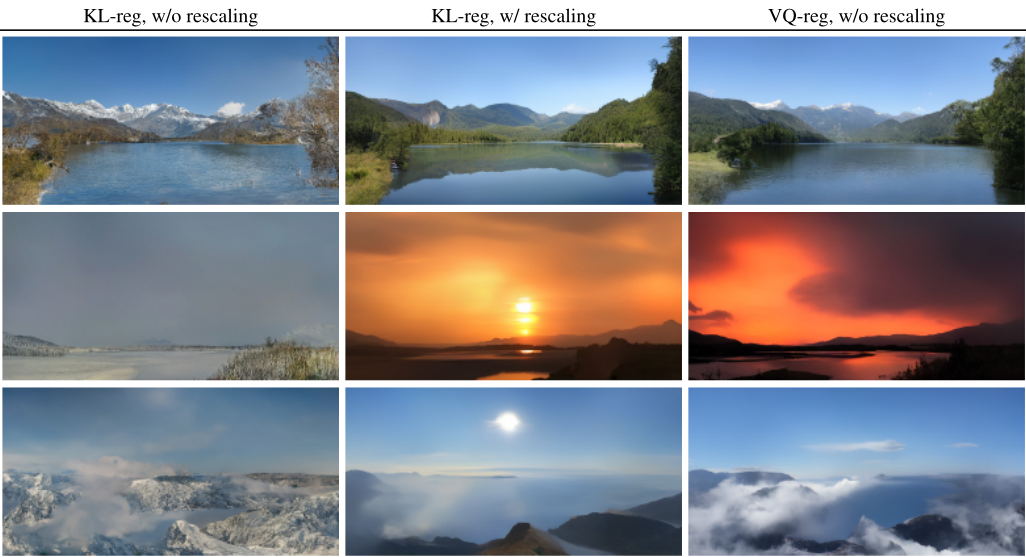 KL-reg, w/o rescaling
KL-reg, w/ rescaling
VQ-reg, w/o rescaling